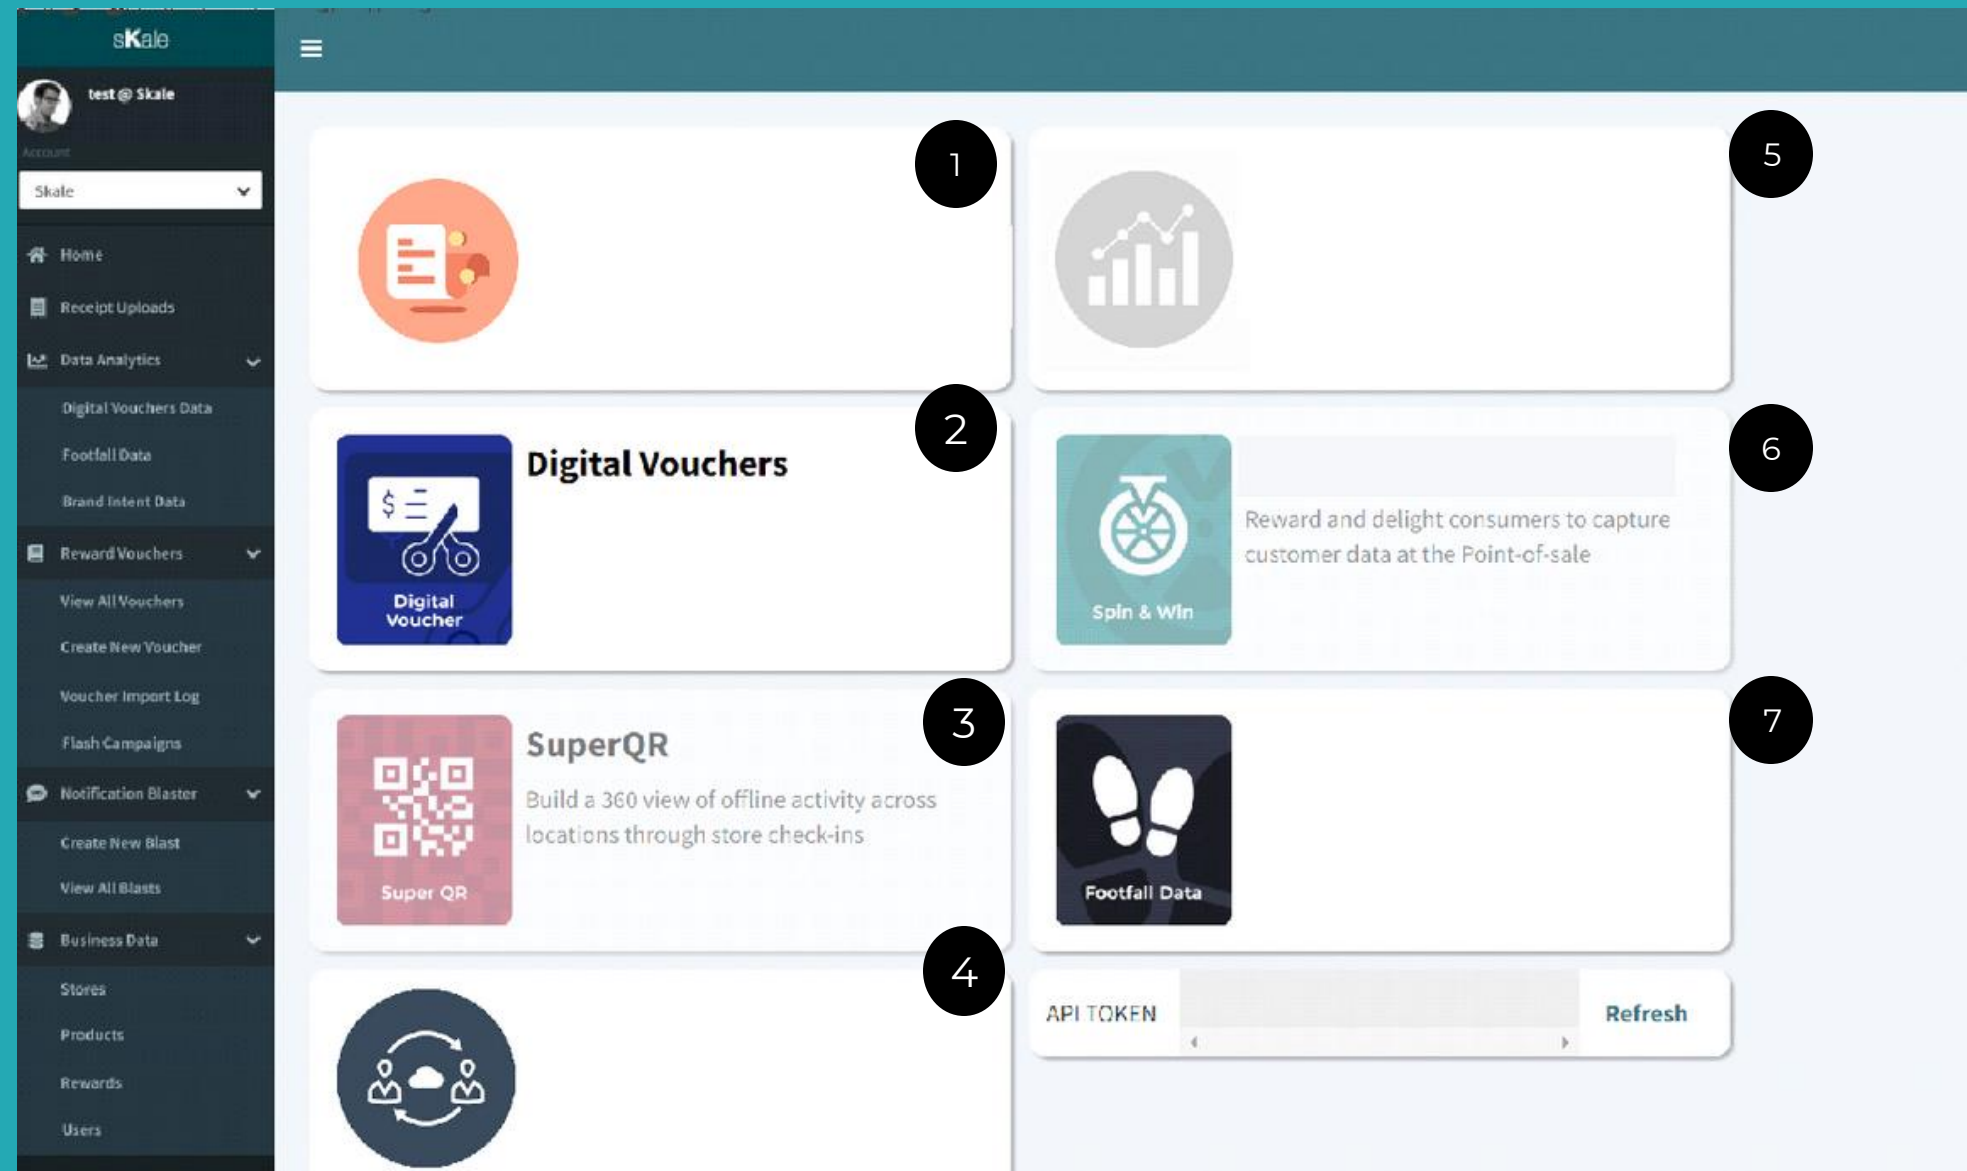 sKale
test @ Skale
Account
Skale
Home
Receipt Uploads
Data Analytics
Digital Vouchers Data
Footfall Data
Brand Intent Data
Reward Vouchers
View All Vouchers
Create New Voucher
Voucher Import Log
Flash Campaigns
Notification Blaster
Create New Blast
View All Blasts
Business Data
Stores
Products
Rewards
Users
1
2
Digital Vouchers
$
Digital
Voucher
3
SuperQR
Build a 360 view of offline activity across
locations through store check-ins
Super QR
4
5
6
Reward and delight consumers to capture
customer data at the Point-of-sale
Spin & Win
7
Footfall Data
API TOKEN
Refresh